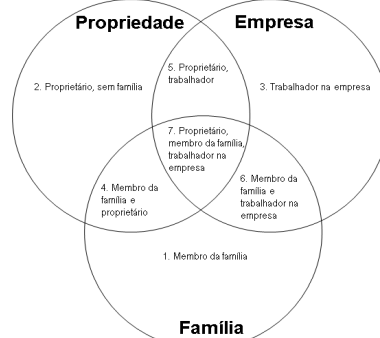 Propriedade
Empresa
5. Proprietário,
trabalhador
2. Proprietário, sem família
3. Trabalhador na empresa
7. Proprietário,
membro da família,
trabalhador na
empresa
4. Membro da
família e
proprietário
6. Membro da
família e
trabalhador na
empresa
1. Membro da família
Família